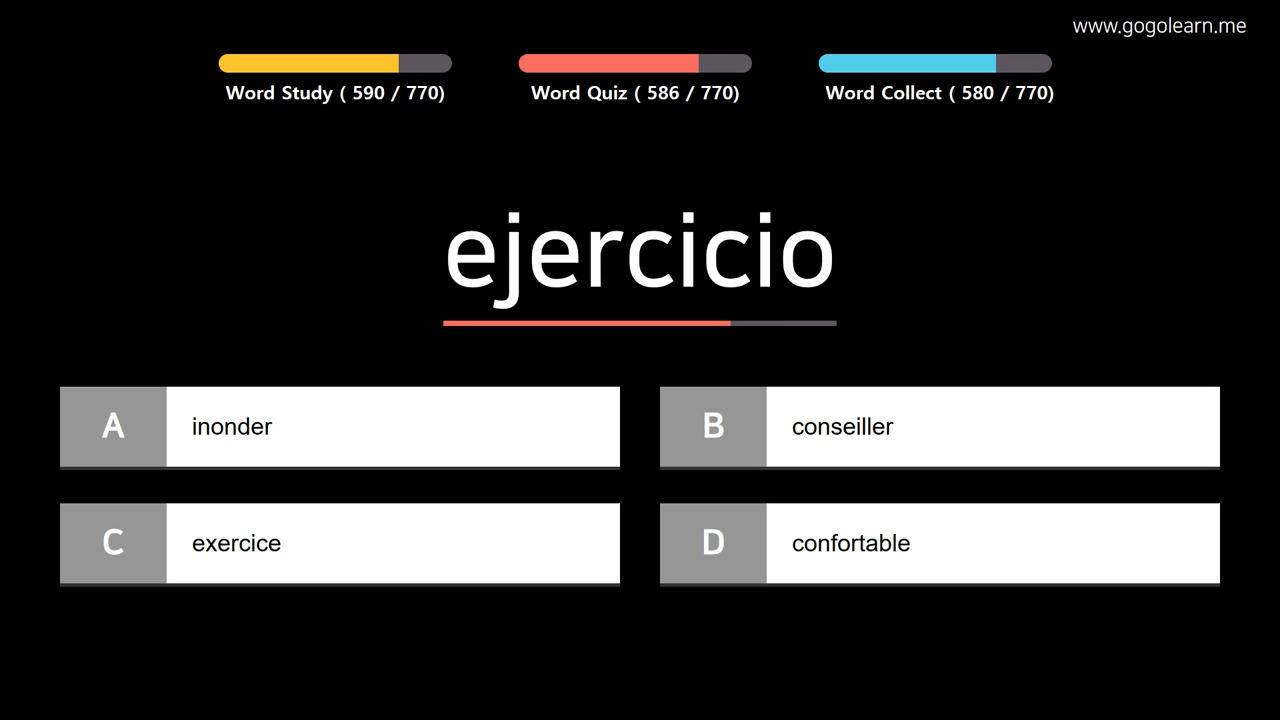 www.gogolearn.me
Word Study ( 590 / 770)
Word Quiz ( 586 / 770)
Word Collect ( 580 / 770)
ejercicio
A inonder
B conseiller
C exercice
D confortable